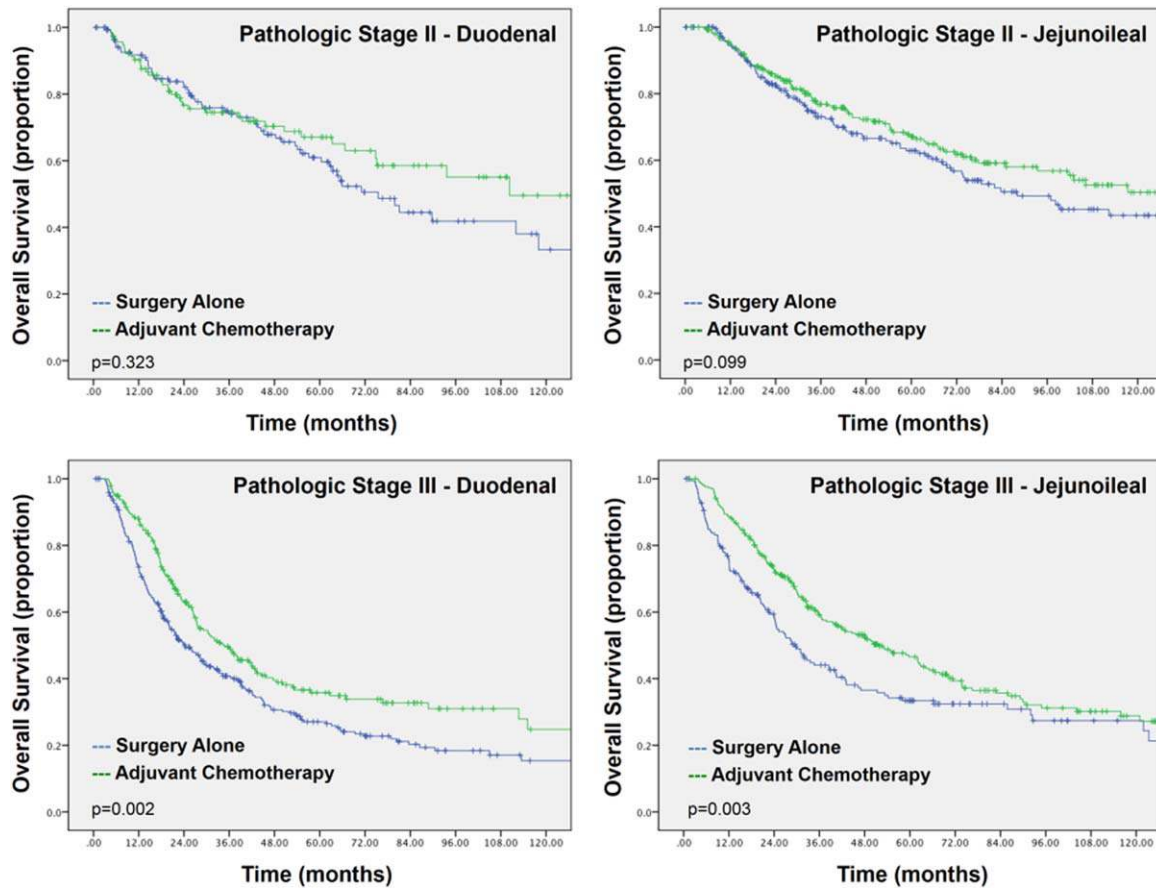 Pathologic Stage II - Duodenal
Overall Survival (proportion)
1.0
0.8
0.6
0.4
0.2
0.0
Surgery Alone
Adjuvant Chemotherapy
p=0.323
.00 12.00 24.00 36.00 48.00 60.00 72.00 84.00 96.00 108.00 120.00
Time (months)
Pathologic Stage II - Jejunoileal
Overall Survival (proportion)
1.0
0.8
0.6
0.4
0.2
0.0
Surgery Alone
Adjuvant Chemotherapy
p=0.099
.00 12.00 24.00 36.00 48.00 60.00 72.00 84.00 96.00 108.00 120.00
Time (months)
Pathologic Stage III - Duodenal
Overall Survival (proportion)
1.0
0.8
0.6
0.4
0.2
0.0
Surgery Alone
Adjuvant Chemotherapy
p=0.002
.00 12.00 24.00 36.00 48.00 60.00 72.00 84.00 96.00 108.00 120.00
Time (months)
Pathologic Stage III - Jejunoileal
Overall Survival (proportion)
1.0
0.8
0.6
0.4
0.2
0.0
Surgery Alone
Adjuvant Chemotherapy
p=0.003
.00 12.00 24.00 36.00 48.00 60.00 72.00 84.00 96.00 108.00 120.00
Time (months)